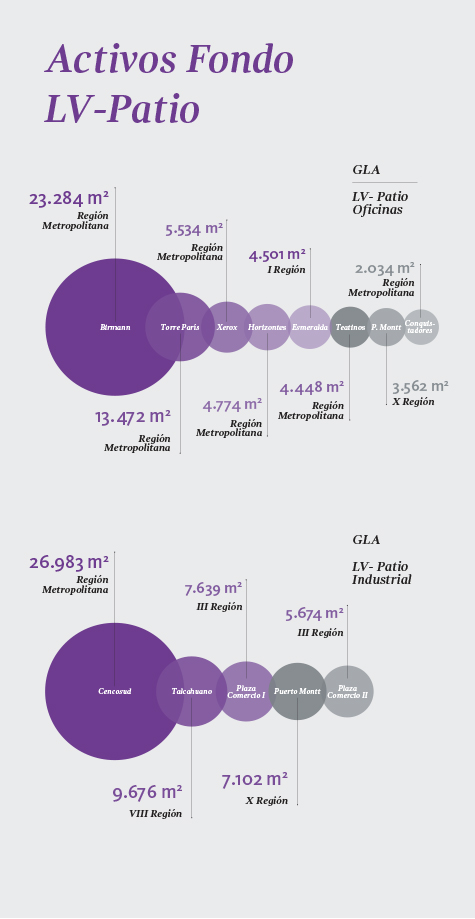 Activos Fondo
LV-Patio
GLA
LV- Patio
Oficinas
23.284 m²
Región
Metropolitana
5.534 m²
Región
Metropolitana
4.501 m²
I Región
2.034 m²
Región
Metropolitana
Birmann
Torre Paris
Xerox
Horizontes
Esmeralda
Teatinos
P. Montt
Conquis-
tadores
13.472 m²
Región
Metropolitana
4.774 m²
Región
Metropolitana
4.448 m²
Región
Metropolitana
3.562 m²
X Región
GLA
LV- Patio
Industrial
26.983 m²
Región
Metropolitana
7.639 m²
III Región
5.674 m²
III Región
Cencosud
Talcahuano
Plaza
Comercio I
Puerto Montt
Plaza
Comercio II
9.676 m²
VIII Región
7.102 m²
X Región